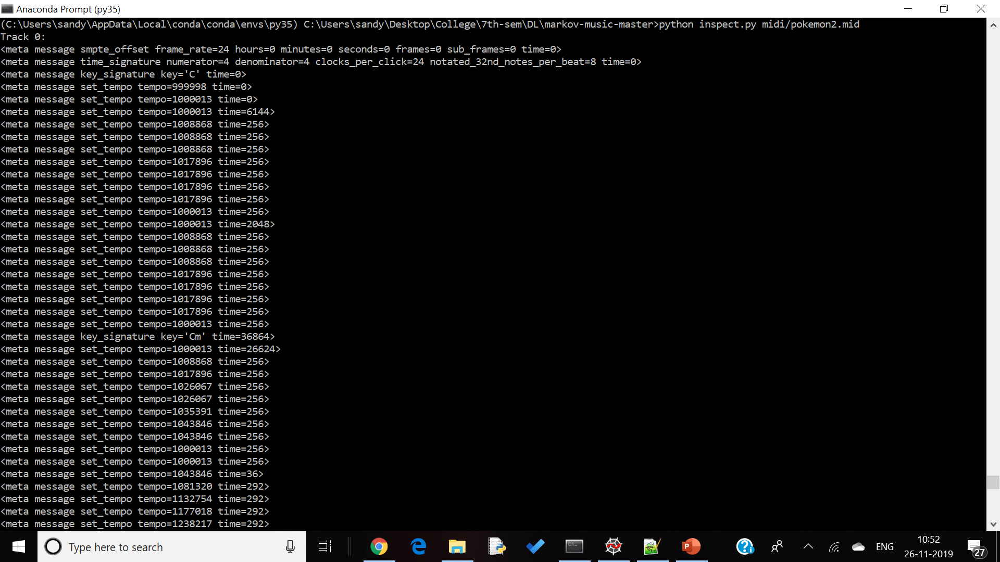 Anaconda Prompt (py35)
(C:\Users\sandy\AppData\Local\conda\conda\envs\py35) C:\Users\sandy\Desktop\College\7th-sem\DL\markov-music-master>python inspect.py midi/pokemon2.mid
Track 0:
<meta message smpte_offset frame_rate=24 hours=0 minutes=0 seconds=0 frames=0 sub_frames=0 time=0>
<meta message time_signature numerator=4 denominator=4 clocks_per_click=24 notated_32nd_notes_per_beat=8 time=0>
<meta message key_signature key='C' time=0>
<meta message set_tempo tempo=999998 time=0>
<meta message set_tempo tempo=1000013 time=0>
<meta message set_tempo tempo=1000013 time=6144>
<meta message set_tempo tempo=1008868 time=256>
<meta message set_tempo tempo=1008868 time=256>
<meta message set_tempo tempo=1008868 time=256>
<meta message set_tempo tempo=1017896 time=256>
<meta message set_tempo tempo=1017896 time=256>
<meta message set_tempo tempo=1017896 time=256>
<meta message set_tempo tempo=1017896 time=256>
<meta message set_tempo tempo=1000013 time=256>
<meta message set_tempo tempo=1000013 time=2048>
<meta message set_tempo tempo=1008868 time=256>
<meta message set_tempo tempo=1008868 time=256>
<meta message set_tempo tempo=1008868 time=256>
<meta message set_tempo tempo=1017896 time=256>
<meta message set_tempo tempo=1017896 time=256>
<meta message set_tempo tempo=1017896 time=256>
<meta message set_tempo tempo=1017896 time=256>
<meta message set_tempo tempo=1000013 time=256>
<meta message key_signature key='Cm' time=36864>
<meta message set_tempo tempo=1000013 time=26624>
<meta message set_tempo tempo=1008868 time=256>
<meta message set_tempo tempo=1017896 time=256>
<meta message set_tempo tempo=1026067 time=256>
<meta message set_tempo tempo=1026067 time=256>
<meta message set_tempo tempo=1035391 time=256>
<meta message set_tempo tempo=1043846 time=256>
<meta message set_tempo tempo=1043846 time=256>
<meta message set_tempo tempo=1000013 time=256>
<meta message set_tempo tempo=1000013 time=256>
<meta message set_tempo tempo=1043846 time=36>
<meta message set_tempo tempo=1081320 time=292>
<meta message set_tempo tempo=1132754 time=292>
<meta message set_tempo tempo=1177018 time=292>
<meta message set_tempo tempo=1238217 time=292>
Type here to search
ENG
10:52
26-11-2019
27